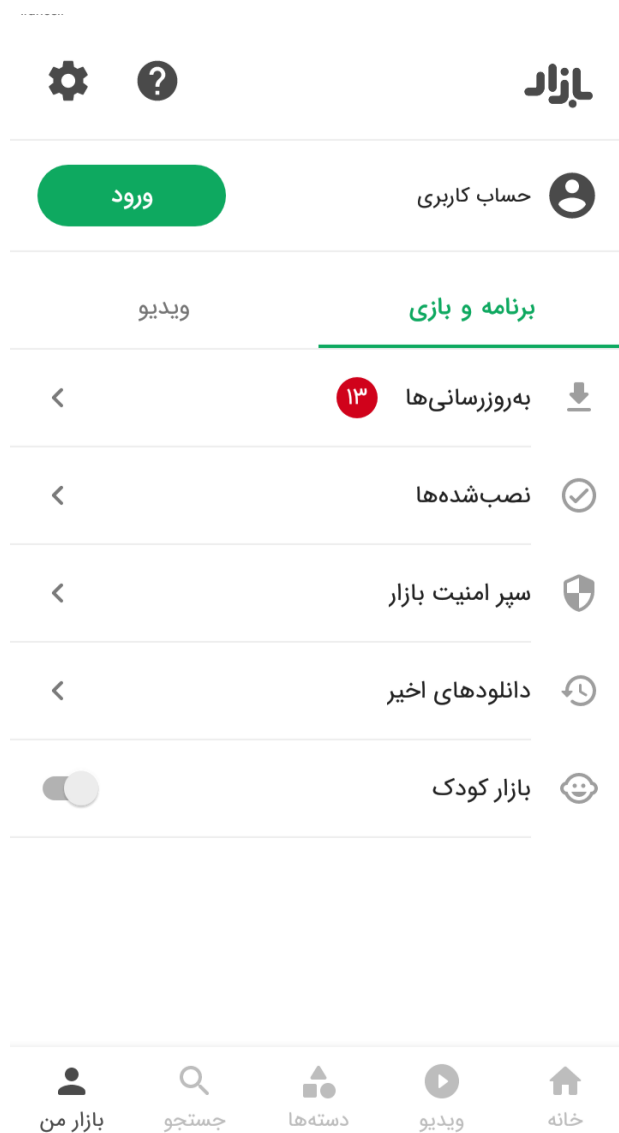 بازار
حساب کاربری
ورود
برنامه و بازی
ویدیو
به‌روزرسانی‌ها ۱۳
نصب‌شده‌ها
سپر امنیت بازار
دانلودهای اخیر
بازار کودک
خانه
ویدیو
دسته‌ها
جستجو
بازار من